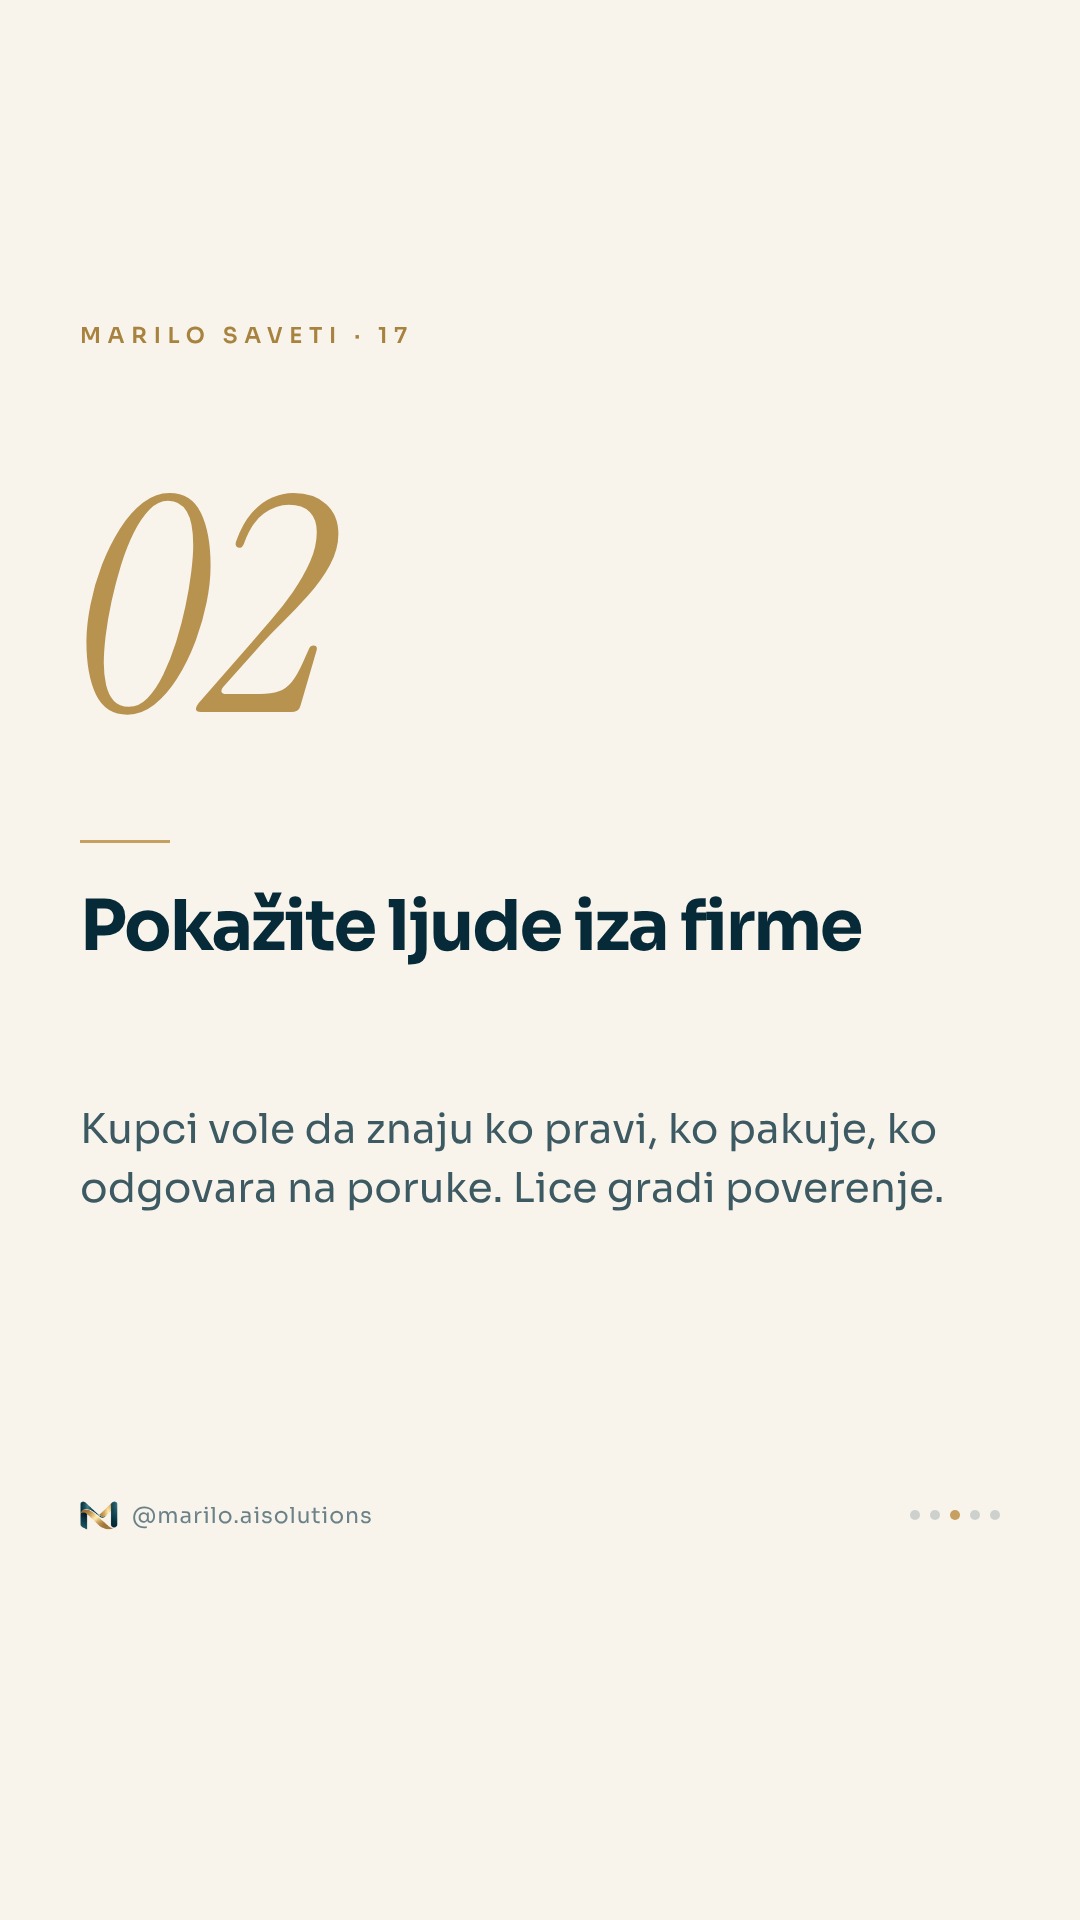 MARILO SAVETI · 17
02
Pokažite ljude iza firme
Kupci vole da znaju ko pravi, ko pakuje, ko
odgovara na poruke. Lice gradi poverenje.
@marilo.aisolutions